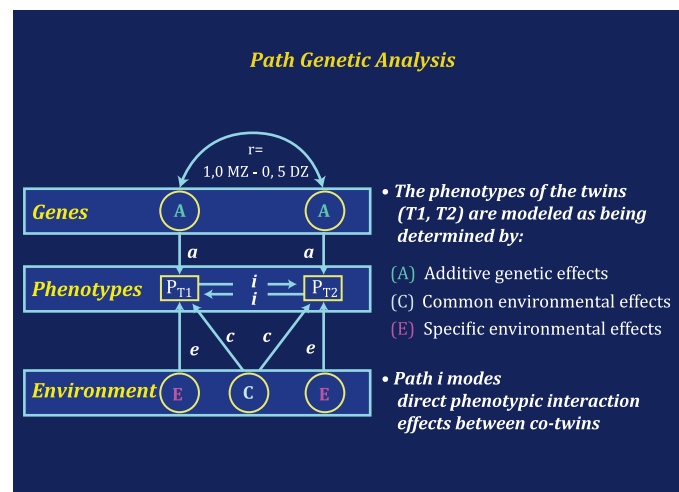 Path Genetic Analysis
r=
1,0 MZ - 0, 5 DZ
Genes
A
A
a
a
Phenotypes
P_T1
i
i
P_T2
e
c
c
e
Environment
E
C
E
• The phenotypes of the twins
(T1, T2) are modeled as being
determined by:
(A) Additive genetic effects
(C) Common environmental effects
(E) Specific environmental effects
• Path i modes
direct phenotypic interaction
effects between co-twins